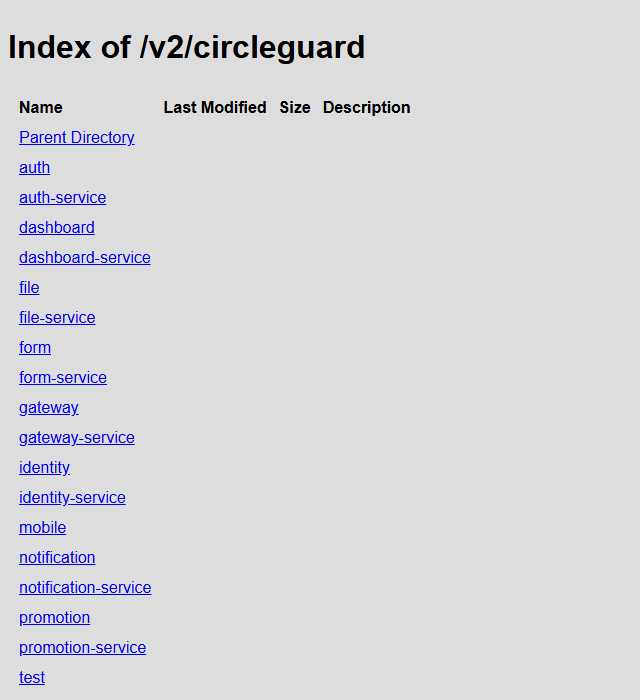 Index of /v2/circleguard
Name Last Modified Size Description
Parent Directory
auth
auth-service
dashboard
dashboard-service
file
file-service
form
form-service
gateway
gateway-service
identity
identity-service
mobile
notification
notification-service
promotion
promotion-service
test